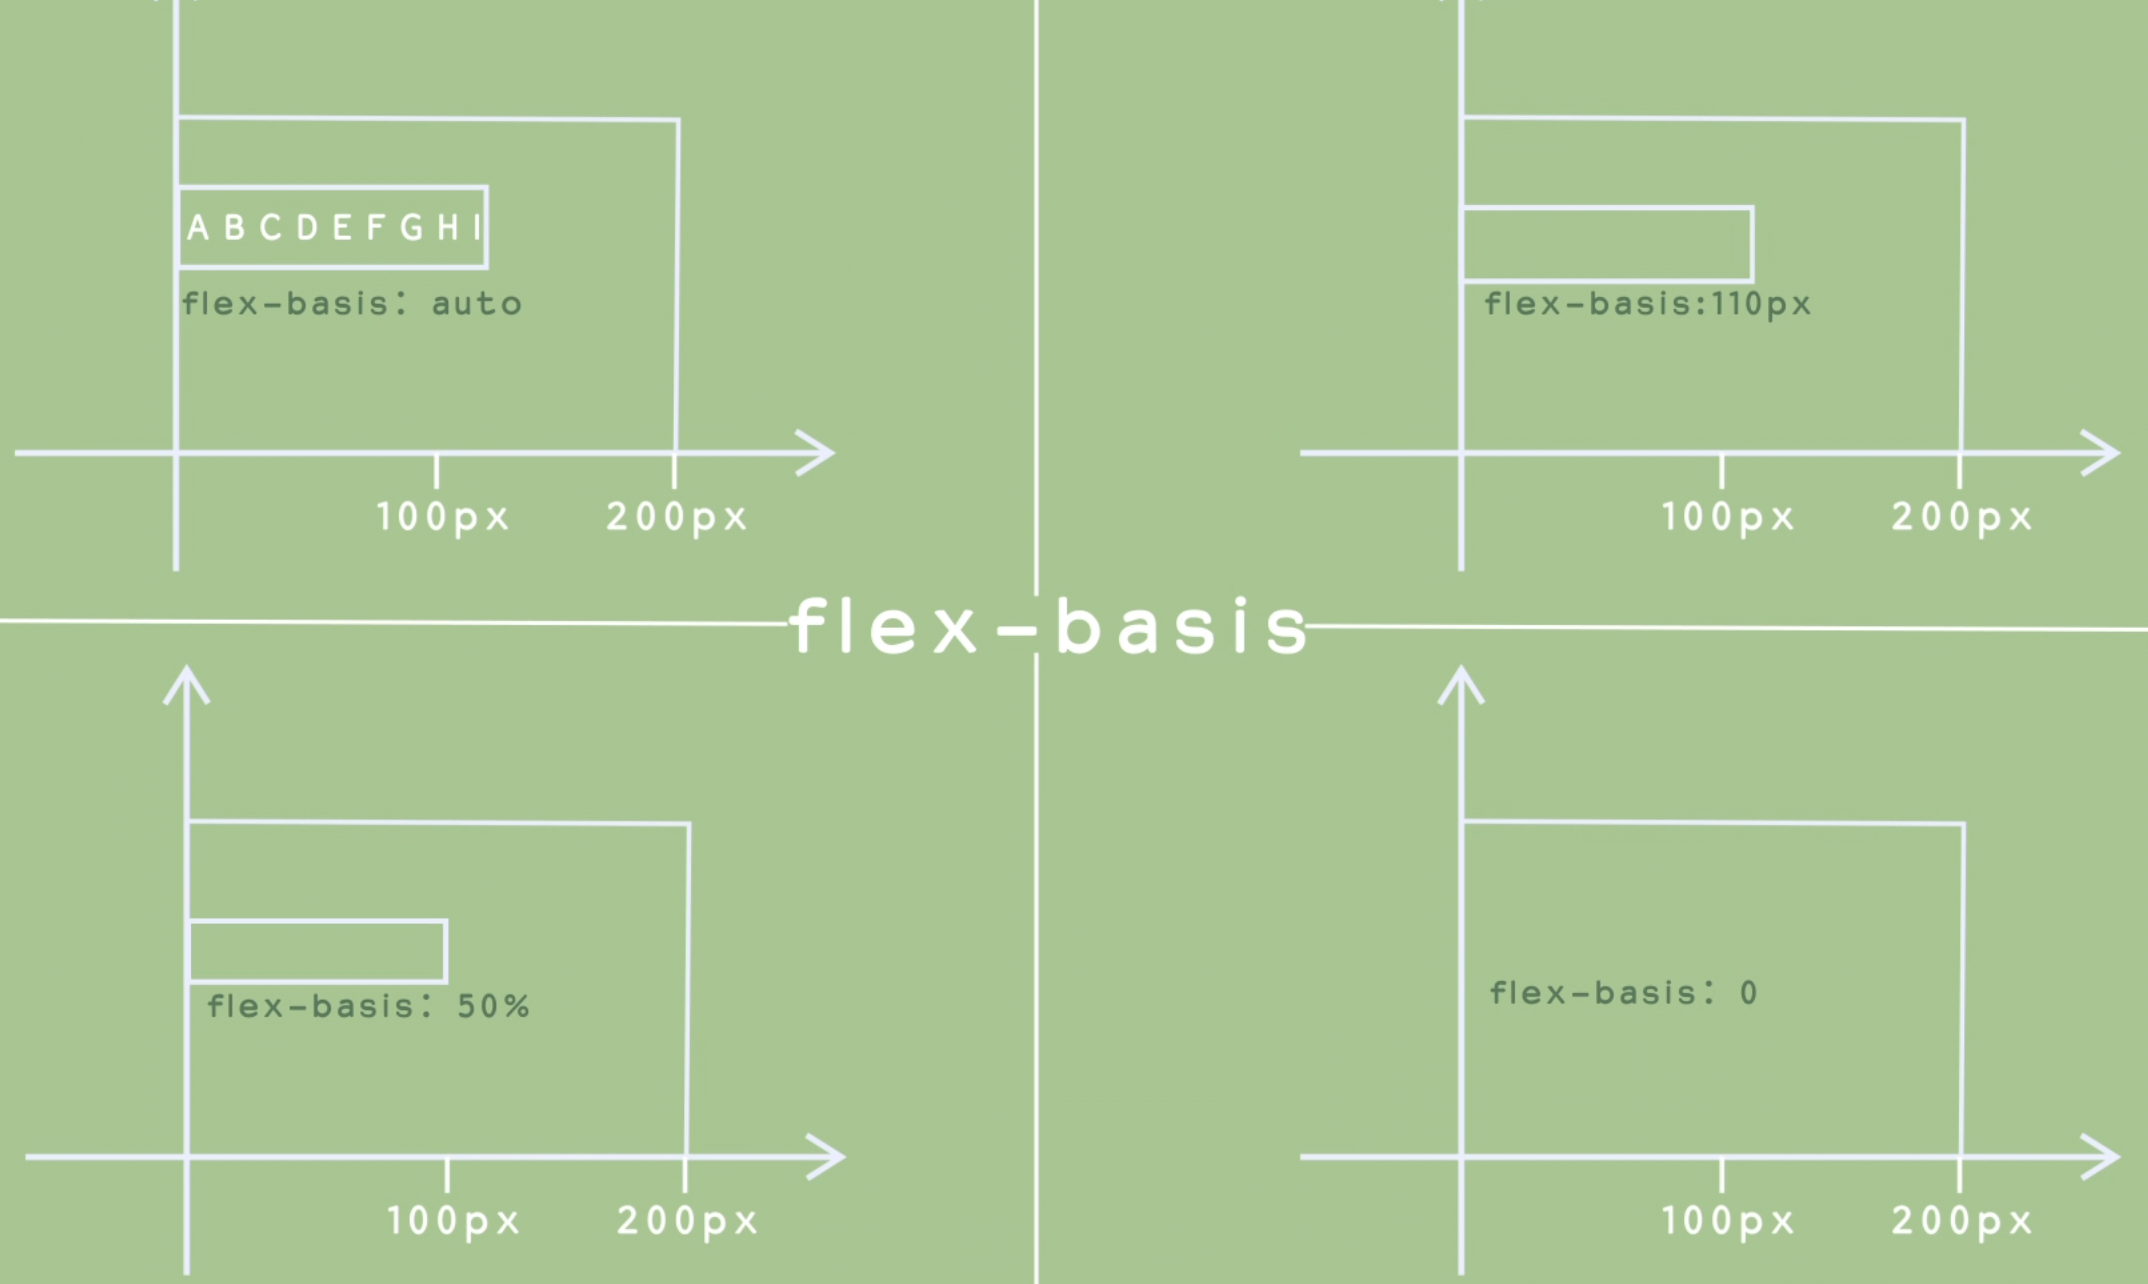 A B C D E F G H I
flex-basis: auto
100px 200px
flex-basis:110px
100px 200px
flex-basis
flex-basis: 50%
100px 200px
flex-basis: 0
100px 200px